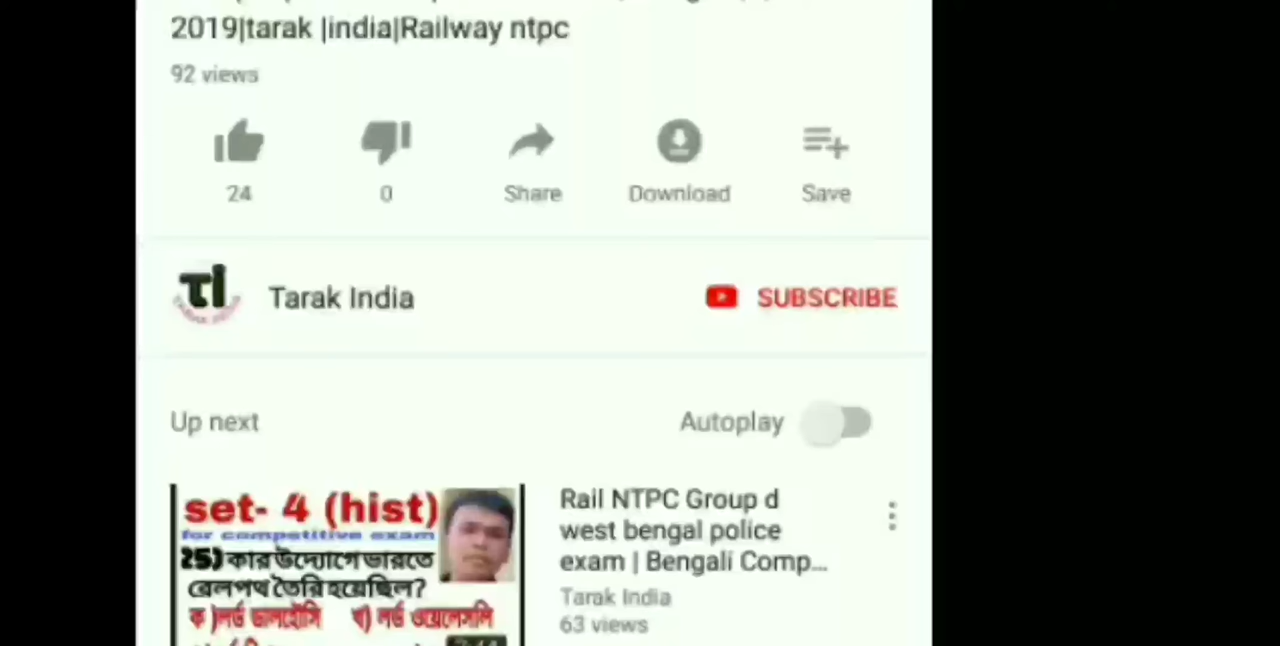 2019|tarak |india|Railway ntpc
92 views
24
0
Share
Download
Save
TI
Tarak India
SUBSCRIBE
Up next
Autoplay
set- 4 (hist)
for competitive exam
25) কার উদ্যোগে ভারতে
রেলপথ তৈরি হয়েছিল?
ক )লর্ড ডালহৌসি খ) লর্ড ওয়েলেসলি
Rail NTPC Group d
west bengal police
exam | Bengali Comp...
Tarak India
63 views